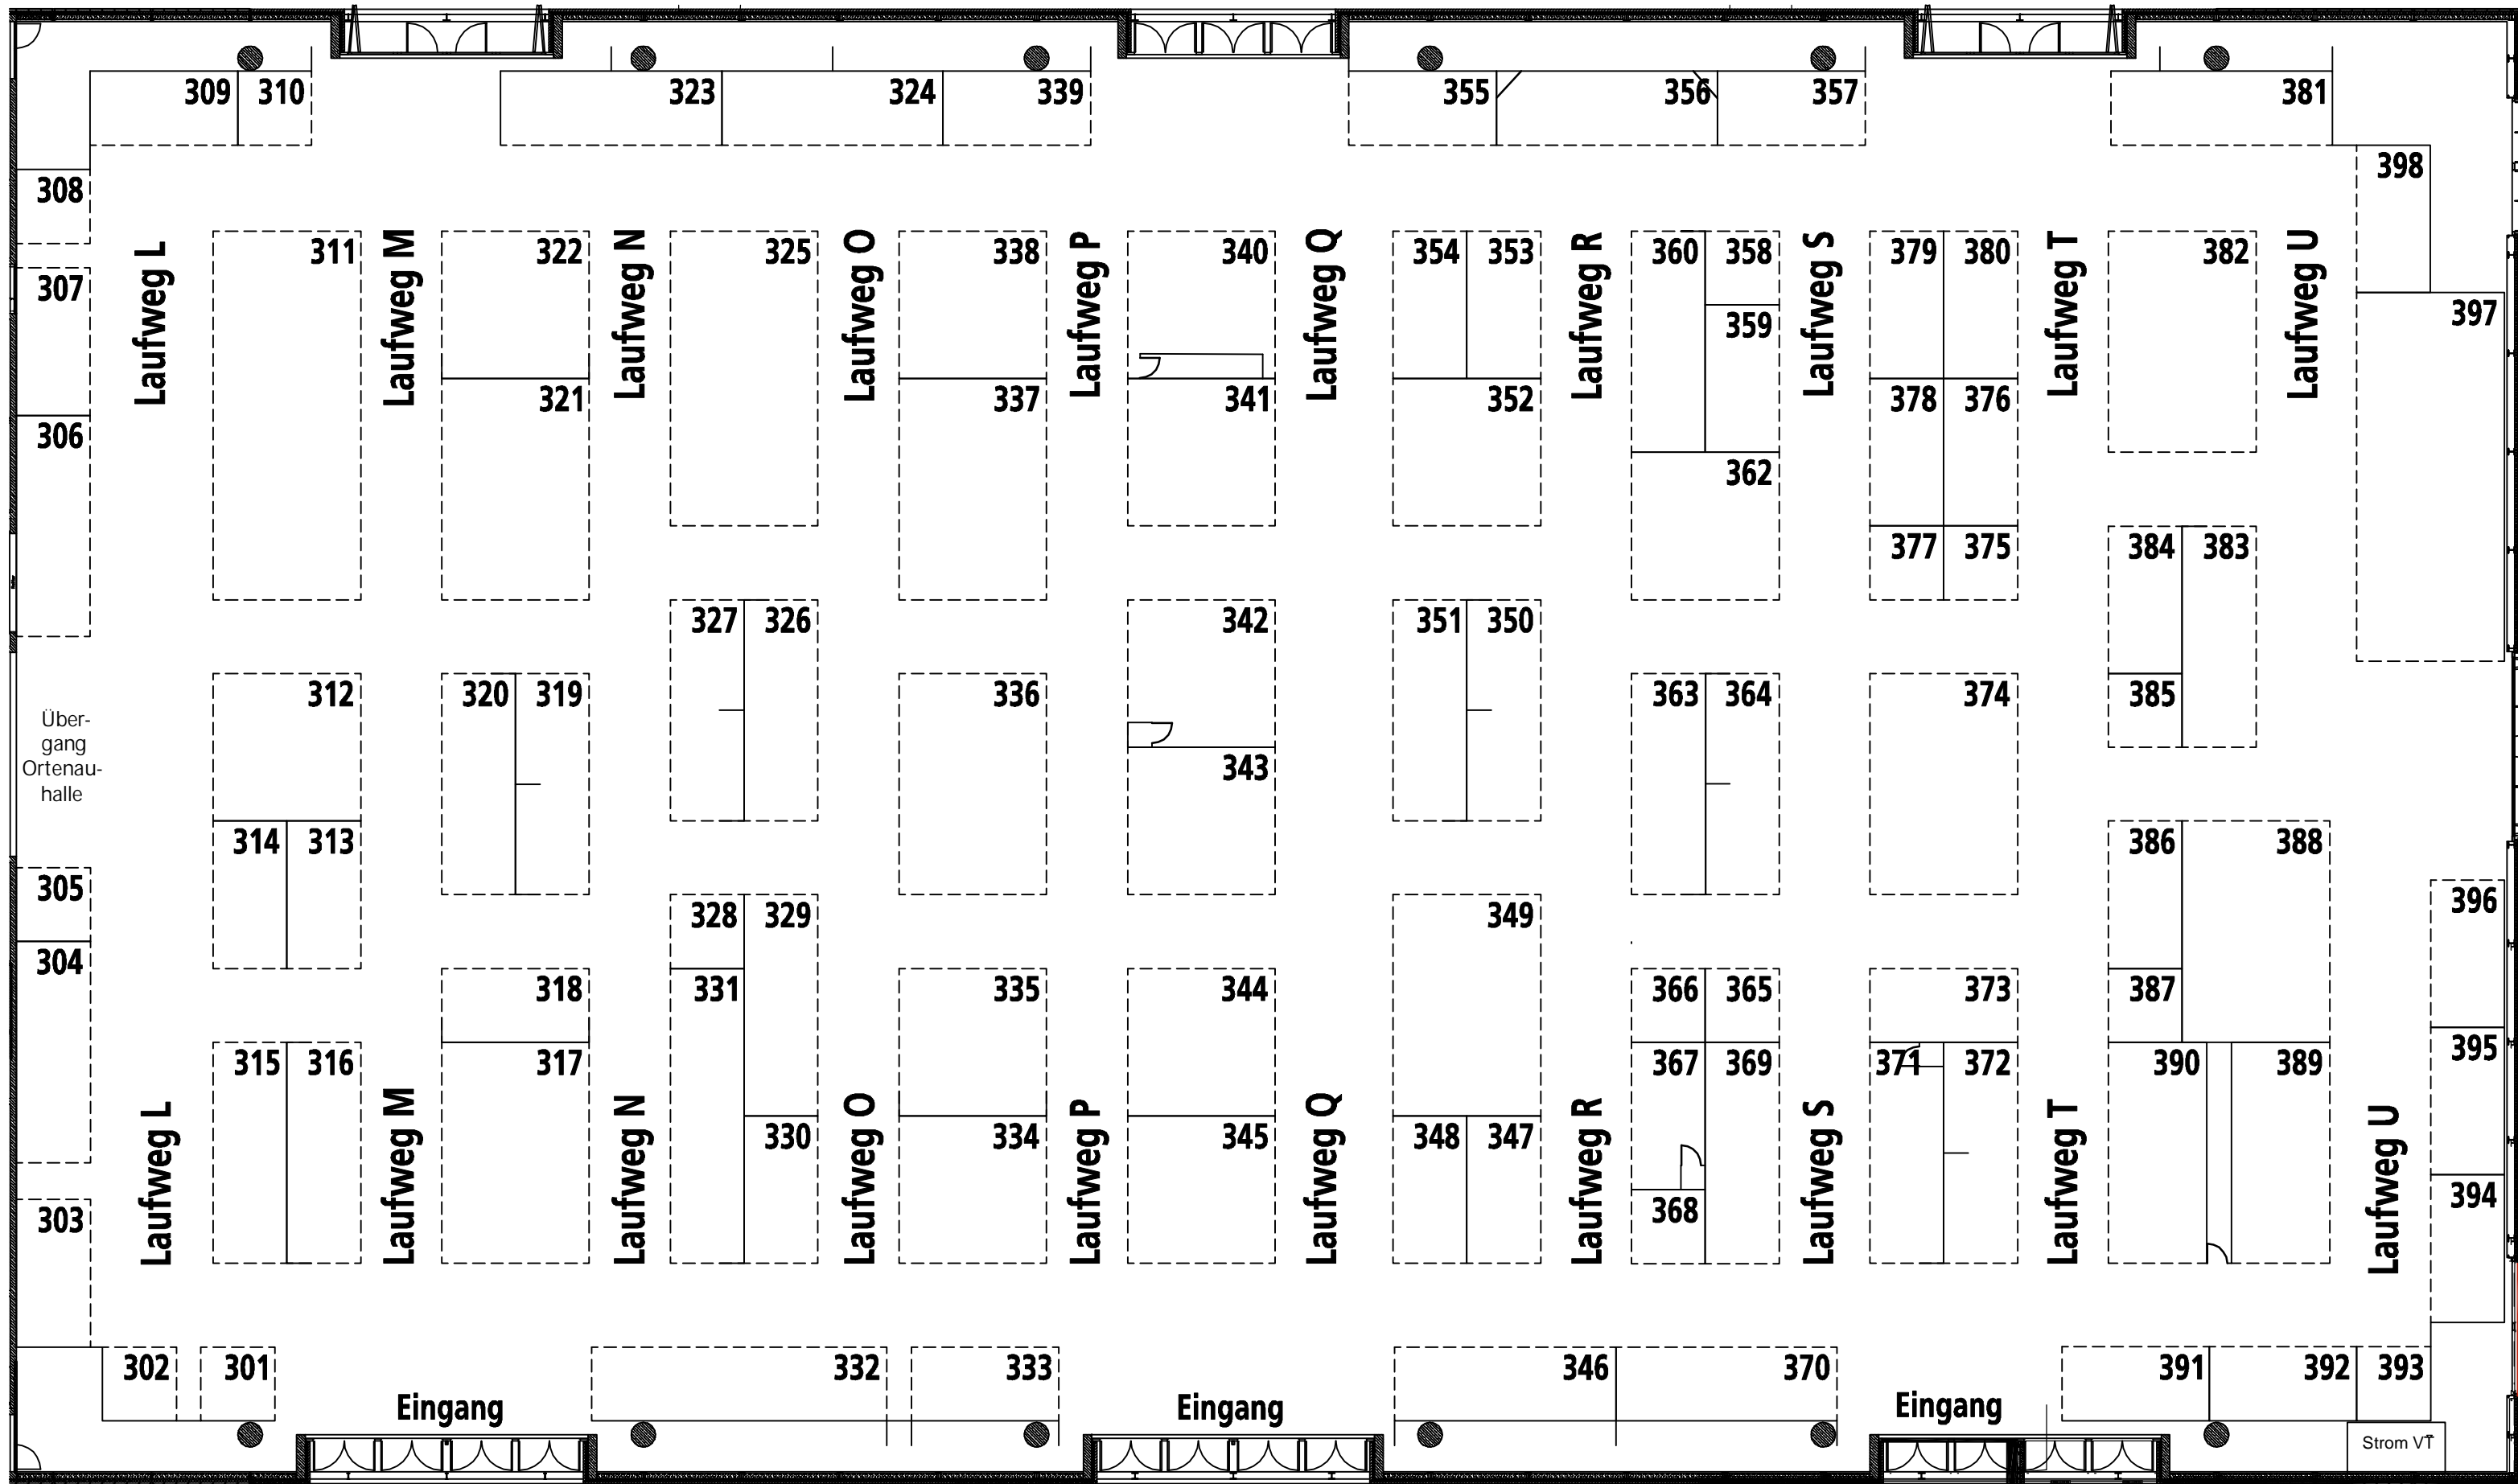 309 310 323 324 339 355 356 357 381
308 398
311 322 325 338 340 354 353 360 358 379 380 382
Laufweg L Laufweg M Laufweg N Laufweg O Laufweg P Laufweg Q Laufweg R Laufweg S Laufweg T Laufweg U
307 359 397
306 321 337 341 352 378 376
362
377 375 384 383
327 326 342 351 350
312 320 319 336 363 364 374 385
Über-
gang
Ortenau-
halle
343
314 313 386 388
305 328 329 349 396
304 318 331 335 344 366 365 373 387
315 316 317 367 369 371 372 390 389 395
330 334 345 348 347
Laufweg L Laufweg M Laufweg N Laufweg O Laufweg P Laufweg Q Laufweg R Laufweg S Laufweg T Laufweg U
303 368 394
302 301 332 333 346 370 391 392 393
Eingang Eingang Eingang
Strom VT